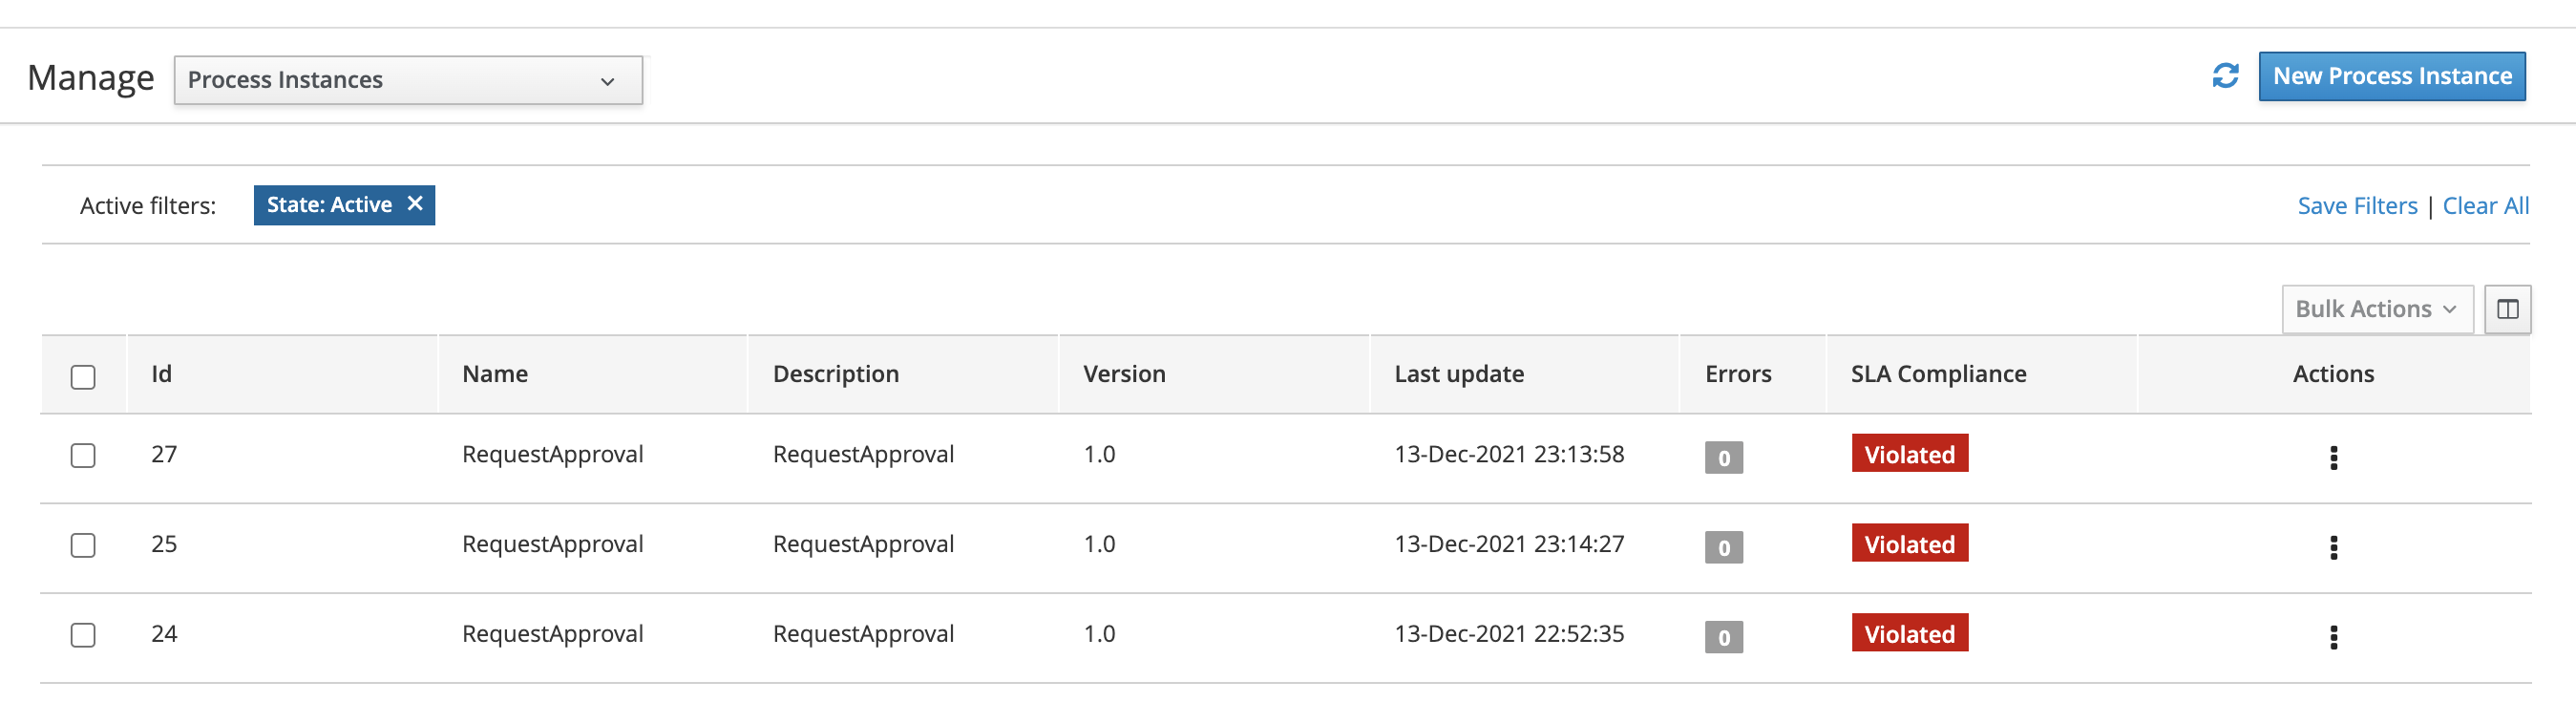 Manage Process Instances New Process Instance
Active filters: State: Active Save Filters | Clear All
Bulk Actions
Id Name Description Version Last update Errors SLA Compliance Actions
27 RequestApproval RequestApproval 1.0 13-Dec-2021 23:13:58 0 Violated
25 RequestApproval RequestApproval 1.0 13-Dec-2021 23:14:27 0 Violated
24 RequestApproval RequestApproval 1.0 13-Dec-2021 22:52:35 0 Violated